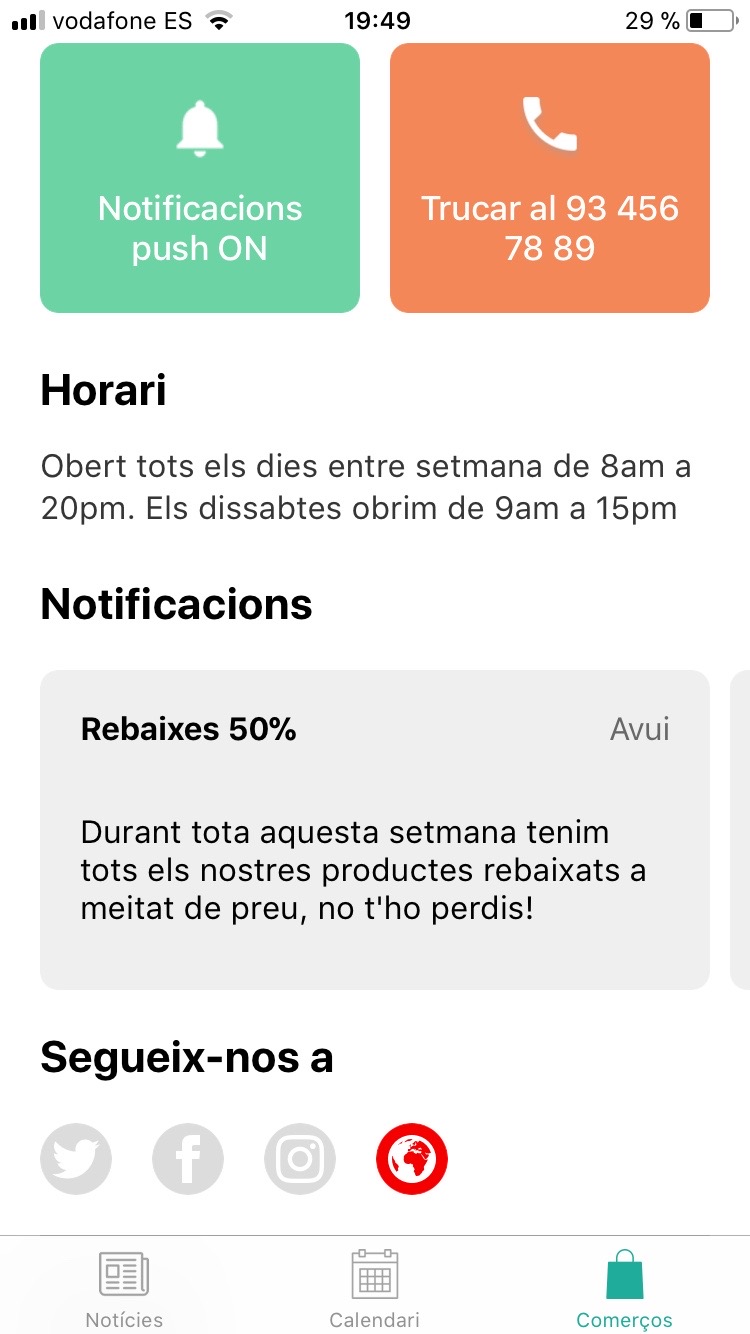 vodafone ES 19:49 29 %
Notificacions
push ON
Trucar al 93 456
78 89
Horari
Obert tots els dies entre setmana de 8am a
20pm. Els dissabtes obrim de 9am a 15pm
Notificacions
Rebaixes 50% Avui
Durant tota aquesta setmana tenim
tots els nostres productes rebaixats a
meitat de preu, no t'ho perdis!
Segueix-nos a
Notícies Calendari Comerços